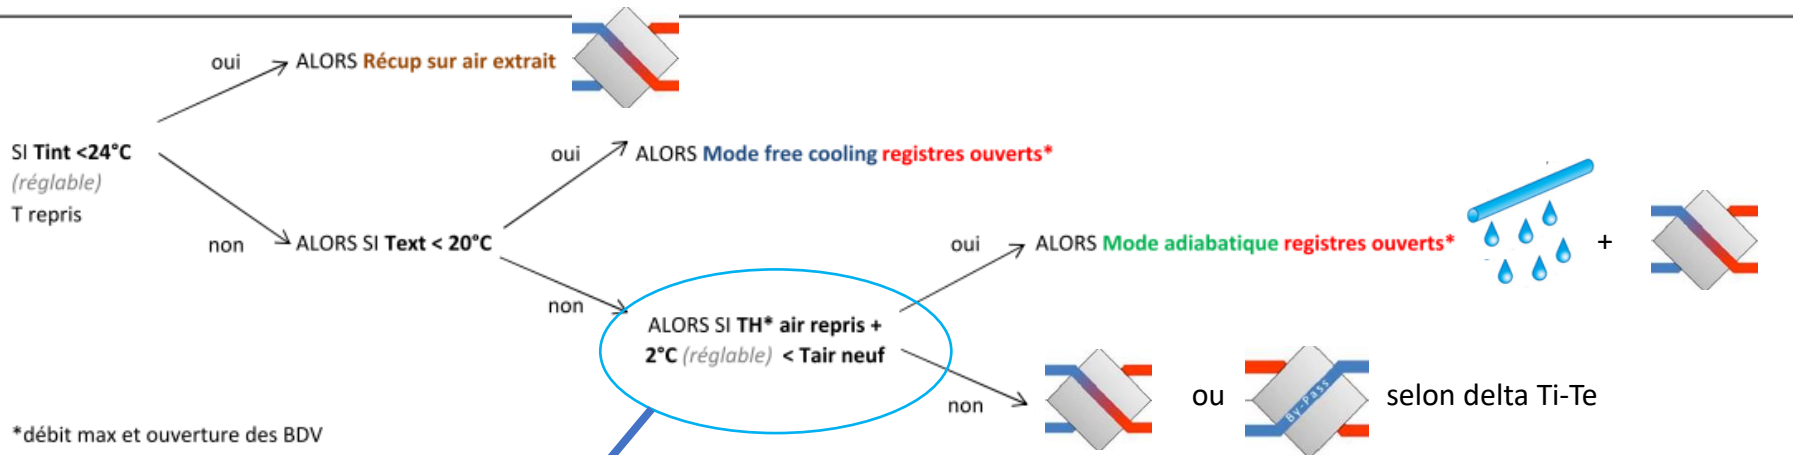 oui
ALORS Récup sur air extrait
SI Tint <24°C
(réglable)
T repris
oui
ALORS Mode free cooling registres ouverts*
non
ALORS SI Text < 20°C
oui
ALORS Mode adiabatique registres ouverts*
+
non
ALORS SI TH* air repris +
2°C (réglable) < Tair neuf
non
ou
By-Pass
selon delta Ti-Te
*débit max et ouverture des BDV